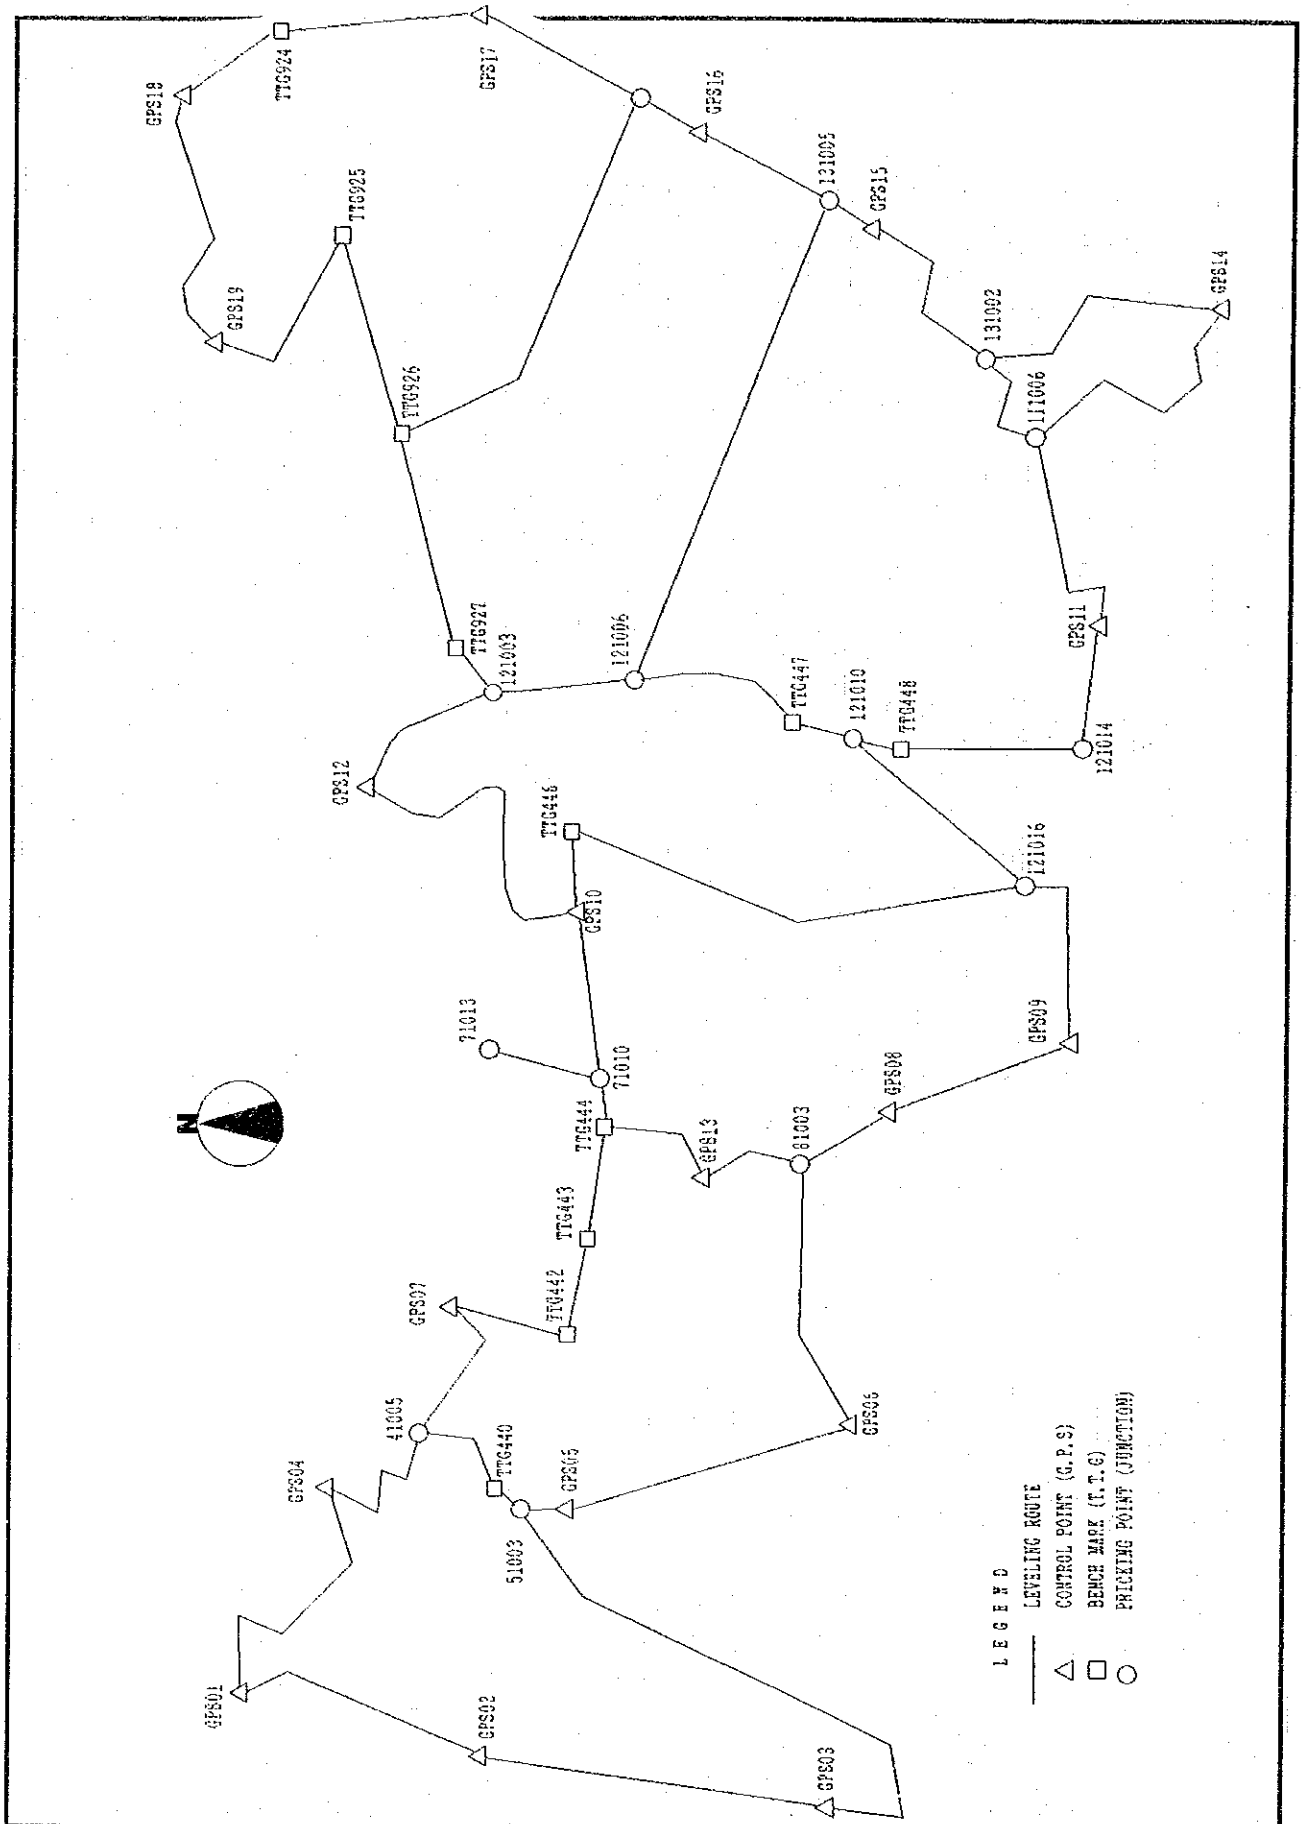 GPS18
TTG924
GPS17
GPS16
TTG925
131005
GPS15
GPS19
GPS14
131002
TTG926
111006
TTG927
121003
121006
GPS11
TTG447
121010
TTG448
121014
GPS12
TTG446
121016
GPS10
71013
71010
GPS09
GPS08
N
TTG444
GPS13
81003
TTG443
TTG442
GPS07
41005
GPS06
GPS04
TTG440
GPS05
51003
GPS01
GPS02
GPS03
LEGEND
LEVELING ROUTE
CONTROL POINT (G.P.S)
BENCH MARK (T.T.G)
PRICKING POINT (JUNCTION)